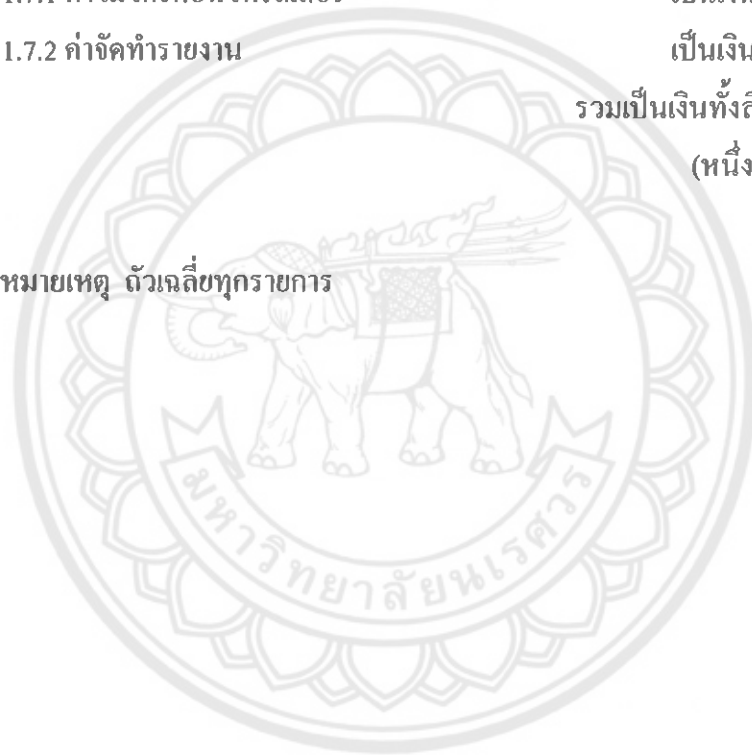 1.7.2 ค่าจัดทำรายงาน เป็นเงิน
รวมเป็นเงินทั้งสิ
(หนึ่ง
หมายเหตุ ถัวเฉลี่ยทุกรายการ
มหาวิทยาลัยนเรศวร